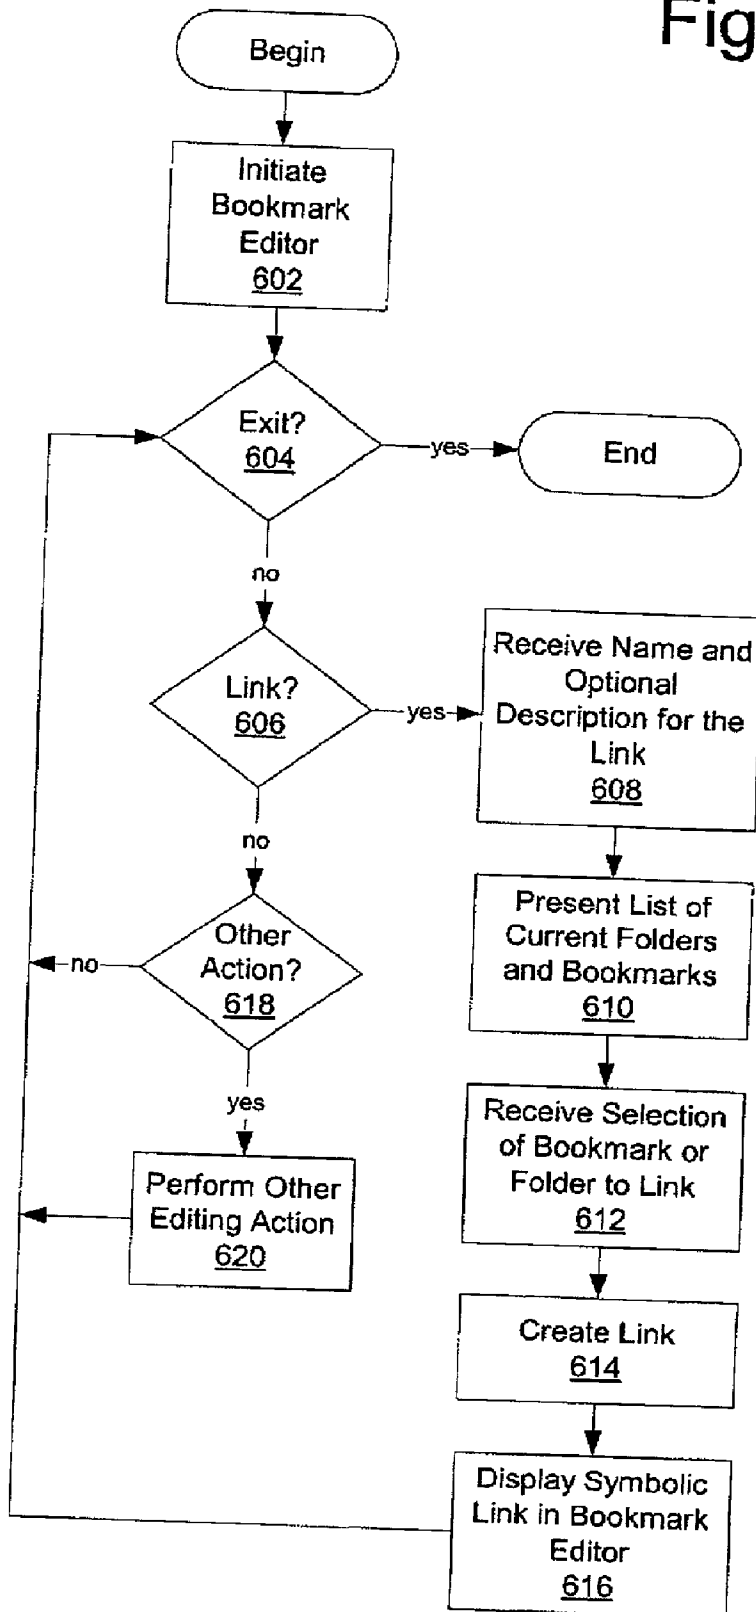 Fig
Begin
Initiate
Bookmark
Editor
602
Exit?
604
yes
End
no
Link?
606
yes
Receive Name and
Optional
Description for the
Link
608
no
Present List of
Current Folders
and Bookmarks
610
Other
Action?
618
no
yes
Receive Selection
of Bookmark or
Folder to Link
612
Perform Other
Editing Action
620
Create Link
614
Display Symbolic
Link in Bookmark
Editor
616